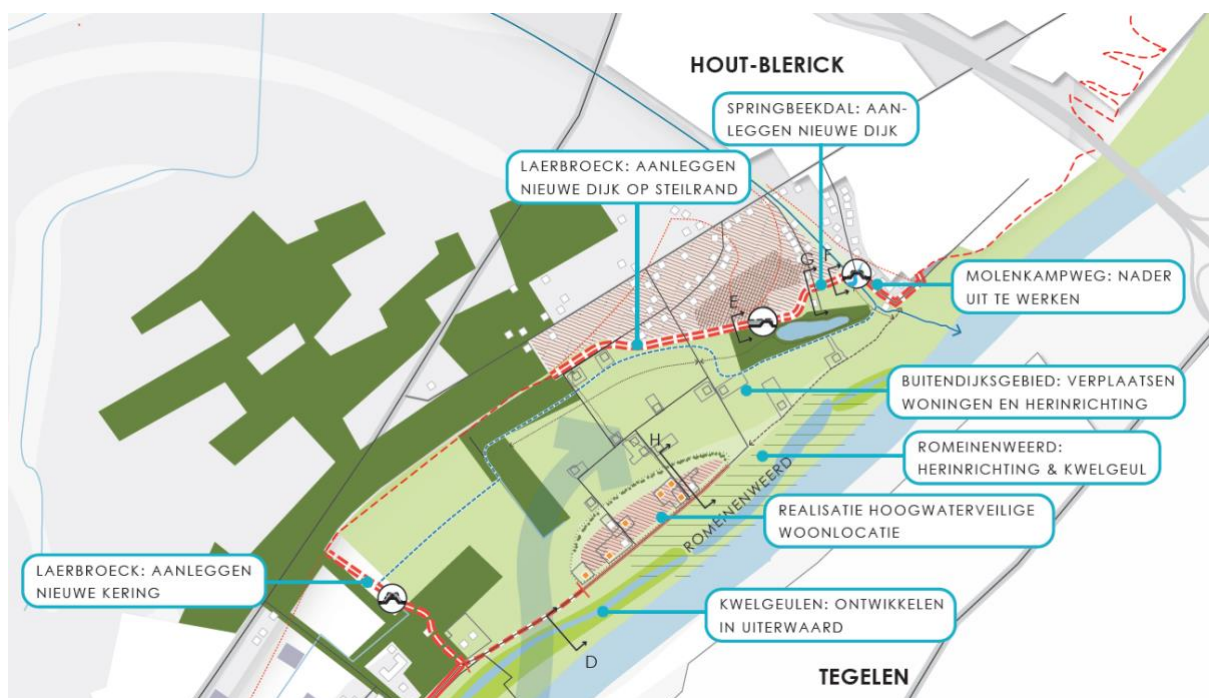 HOUT-BLERICK
SPRINGBEEKDAL: AAN-
LEGGEN NIEUWE DIJK
LAERBROECK: AANLEGGEN
NIEUWE DIJK OP STEILRAND
G
F
E
MOLENKAMPWEG: NADER
UIT TE WERKEN
BUITENDIJKSGEBIED: VERPLAATSEN
WONINGEN EN HERINRICHTING
H
ROMEINENWEERD:
HERINRICHTING & KWELGEUL
ROMEINENWEERD
REALISATIE HOOGWATERVEILIGE
WOONLOCATIE
LAERBROECK: AANLEGGEN
NIEUWE KERING
KWELGEULEN: ONTWIKKELEN
IN UITERWAARD
D
TEGELEN